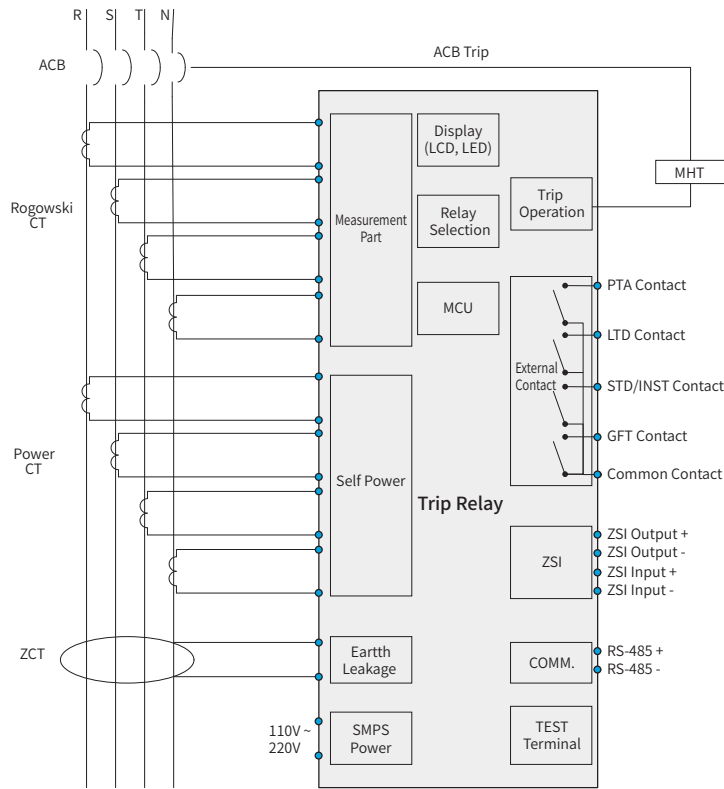 R S T N
ACB
ACB Trip
MHT
Rogowski
CT
Measurement
Part
Display
(LCD, LED)
Relay
Selection
MCU
Trip
Operation
External
Contact
PTA Contact
LTD Contact
STD/INST Contact
GFT Contact
Common Contact
Power
CT
Self Power
Trip Relay
ZSI
ZSI Output +
ZSI Output -
ZSI Input +
ZSI Input -
ZCT
Eartth
Leakage
COMM.
RS-485 +
RS-485 -
110V ~
220V
SMPS
Power
TEST
Terminal